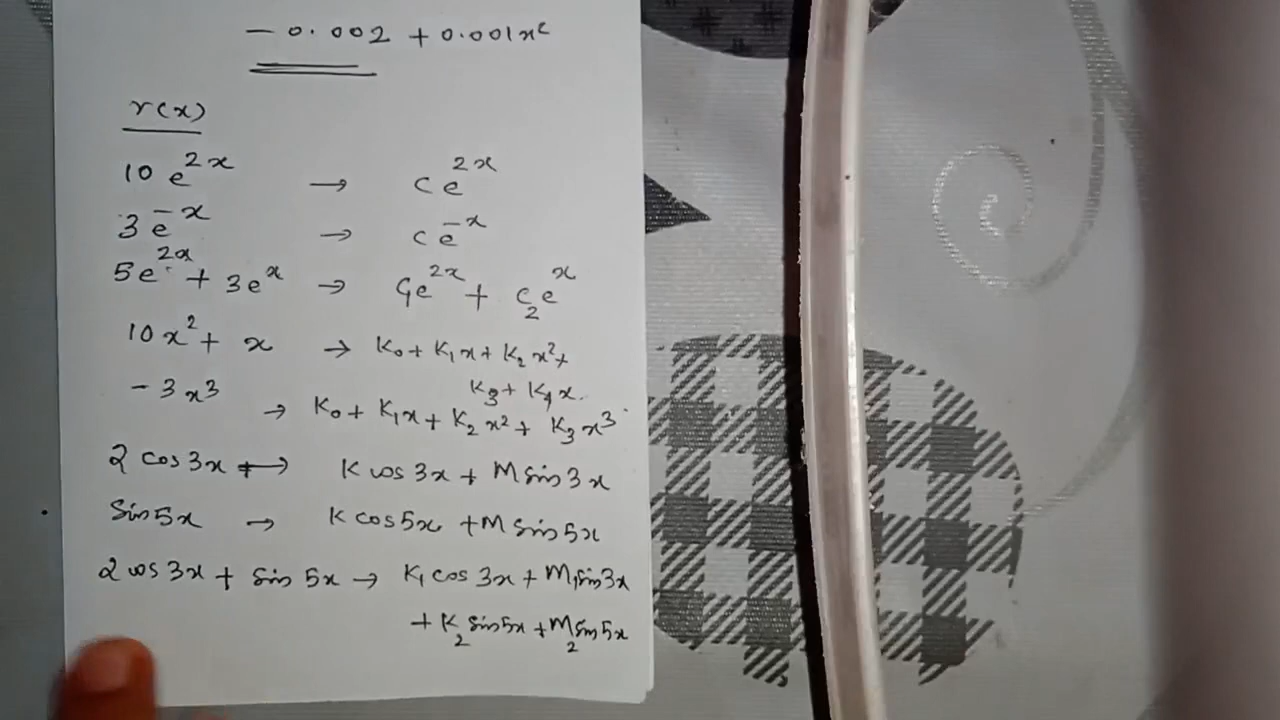 - 0.002 + 0.001x²
r(x)
10 e^{2x} → c e^{2x}
3 e^{-x} → c e^{-x}
5e^{2x} + 3e^{x} → c₁e^{2x} + c₂e^{x}
10x² + x → K₀ + K₁x + K₂x² +
K₃ + K₄x.
- 3x³ → K₀ + K₁x + K₂x² + K₃x³
2 cos 3x → K cos 3x + M sin 3x
Sin 5x → K cos 5x + M sin 5x
2 cos 3x + Sin 5x → K₁ cos 3x + M₁ sin 3x
+ K₂ sin 5x + M₂ sin 5x